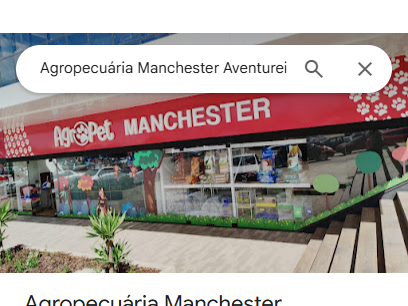 Agropecuária Manchester Aventurei
AgroPet MANCHESTER
Agropecuária Manchester